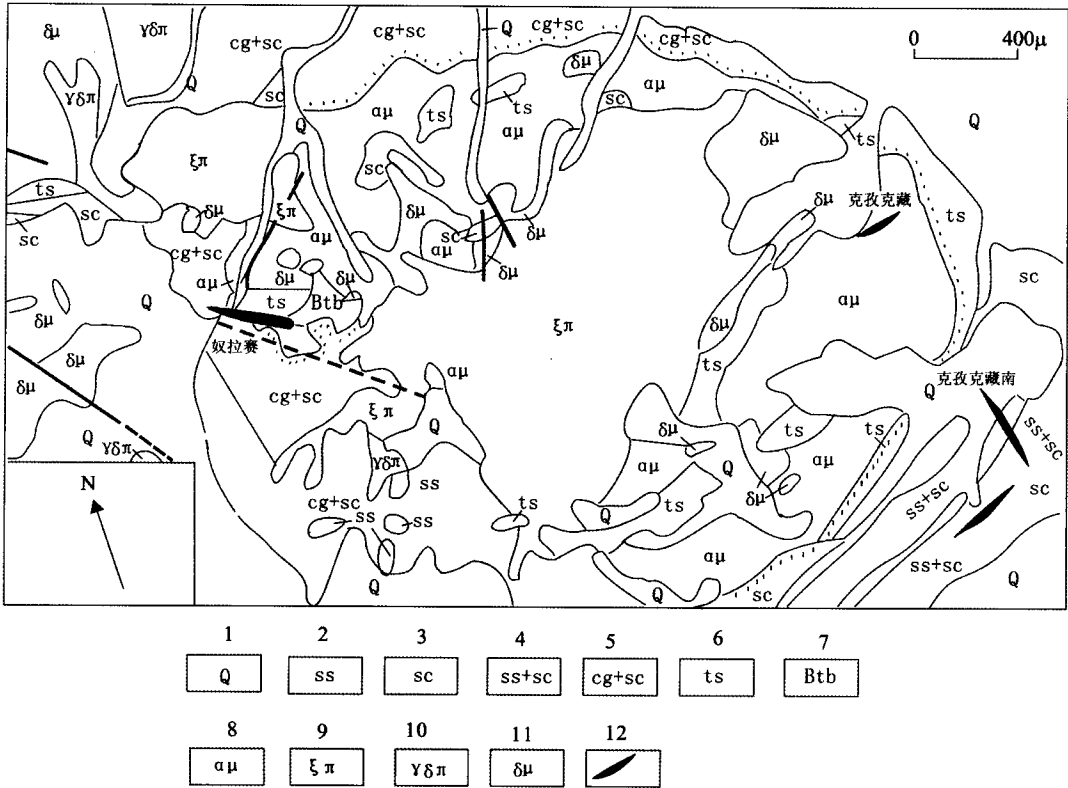 δμ γδπ cg+sc cg+sc Q cg+sc cg+sc 0 400μ
Q δμ
γδπ sc αμ ts ts αμ sc αμ Q
Q δμ ts
ξπ sc
ts δμ 克孜克藏 ts
sc δμ ξπ δμ
sc cg+sc αμ αμ sc δμ sc
αμ δμ δμ δμ
Q ts Btb αμ
δμ ξπ δμ
奴拉赛 ts
δμ αμ 克孜克藏南
δμ cg+sc ξπ Q Q
Q γδπ δμ ts ts ss+sc
γδπ ss αμ Q αμ sc
N δμ
cg+sc ss ss ts Q ts ss+sc
αμ ss+sc
Q Q sc Q
1 2 3 4 5 6 7
Q ss sc ss+sc cg+sc ts Btb
8 9 10 11 12
αμ ξπ γδπ δμ